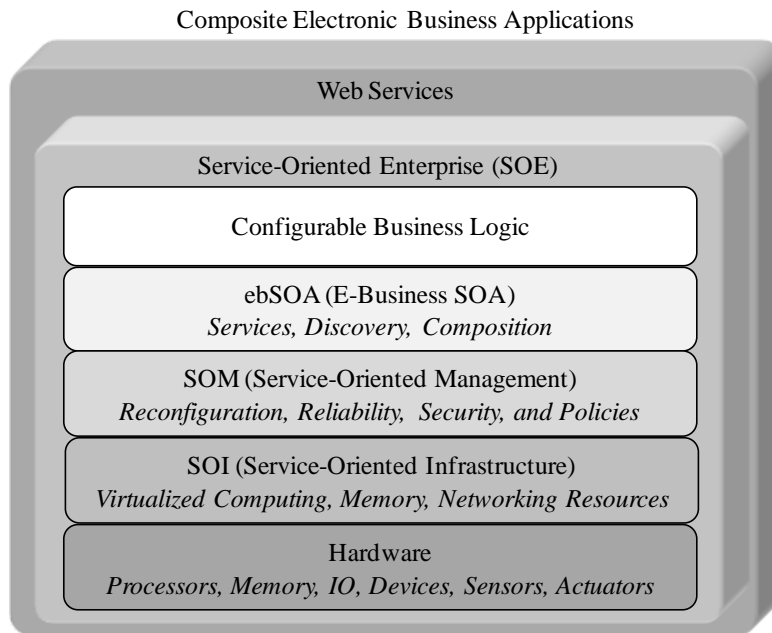 Composite Electronic Business Applications
Web Services
Service-Oriented Enterprise (SOE)
Configurable Business Logic
ebSOA (E-Business SOA)
Services, Discovery, Composition
SOM (Service-Oriented Management)
Reconfiguration, Reliability, Security, and Policies
SOI (Service-Oriented Infrastructure)
Virtualized Computing, Memory, Networking Resources
Hardware
Processors, Memory, IO, Devices, Sensors, Actuators